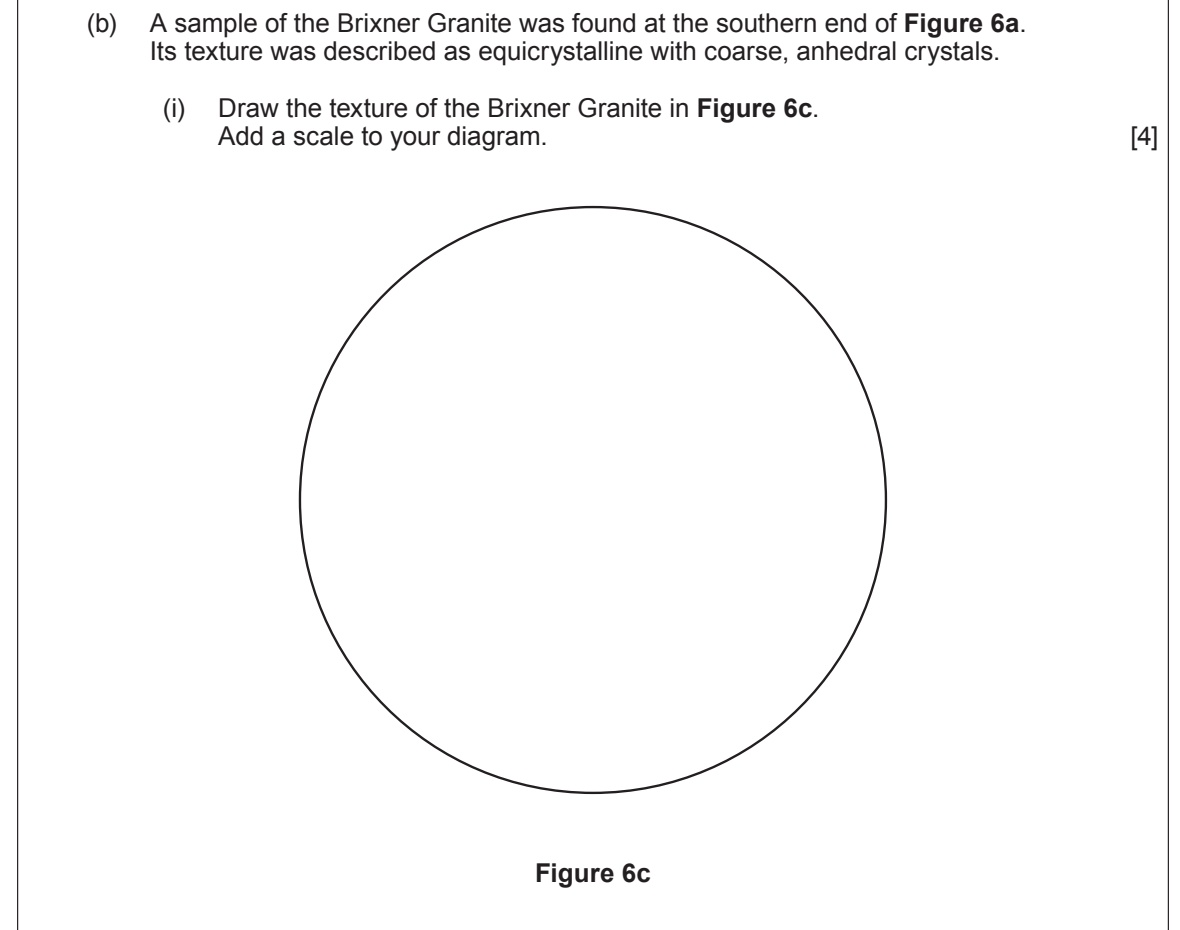 (b) A sample of the Brixner Granite was found at the southern end of Figure 6a.
Its texture was described as equicrystalline with coarse, anhedral crystals.
(i) Draw the texture of the Brixner Granite in Figure 6c.
Add a scale to your diagram. [4]
Figure 6c